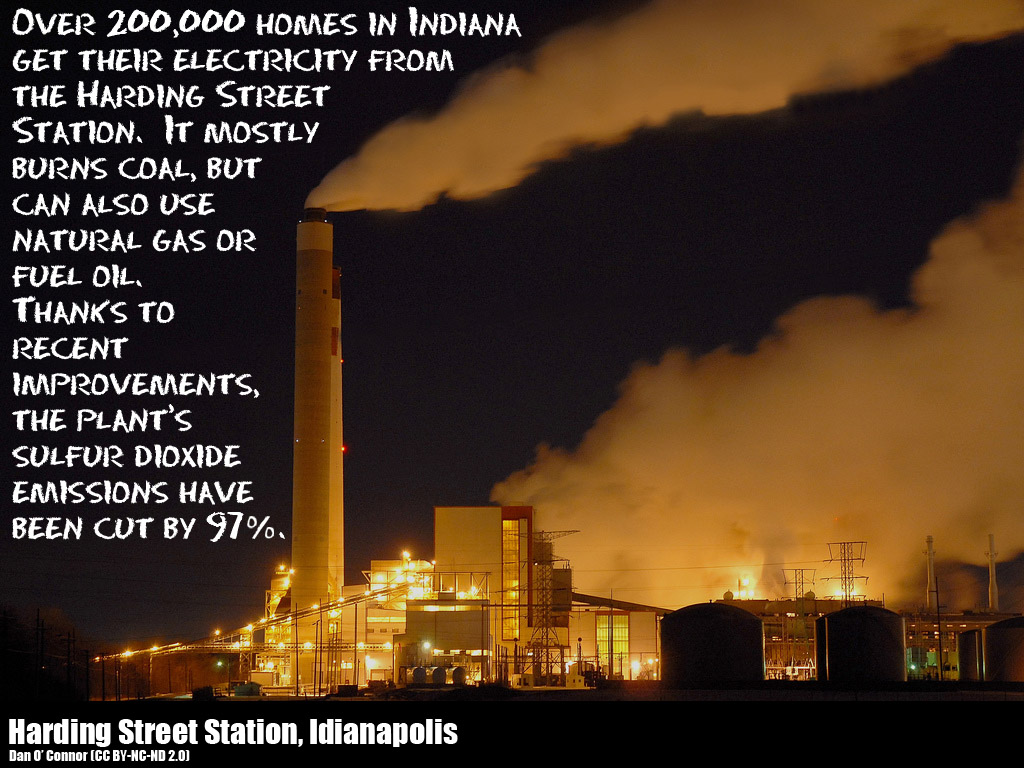 Over 200,000 homes in Indiana
get their electricity from
the Harding Street
Station. It mostly
burns coal, but
can also use
natural gas or
fuel oil.
Thanks to
recent
improvements,
the plant's
sulfur dioxide
emissions have
been cut by 97%.
Harding Street Station, Idianapolis
Dan O' Connor (CC BY-NC-ND 2.0)